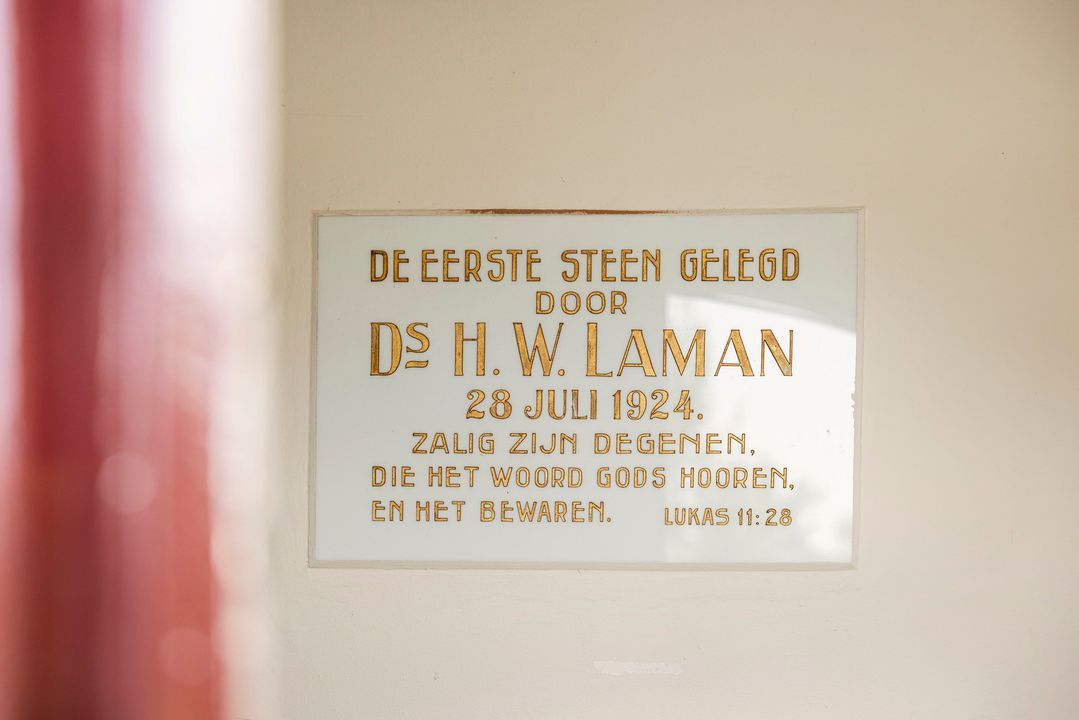 DE EERSTE STEEN GELEGD
DOOR
DS H. W. LAMAN
28 JULI 1924.
ZALIG ZIJN DEGENEN,
DIE HET WOORD GODS HOOREN,
EN HET BEWAREN. LUKAS 11:28